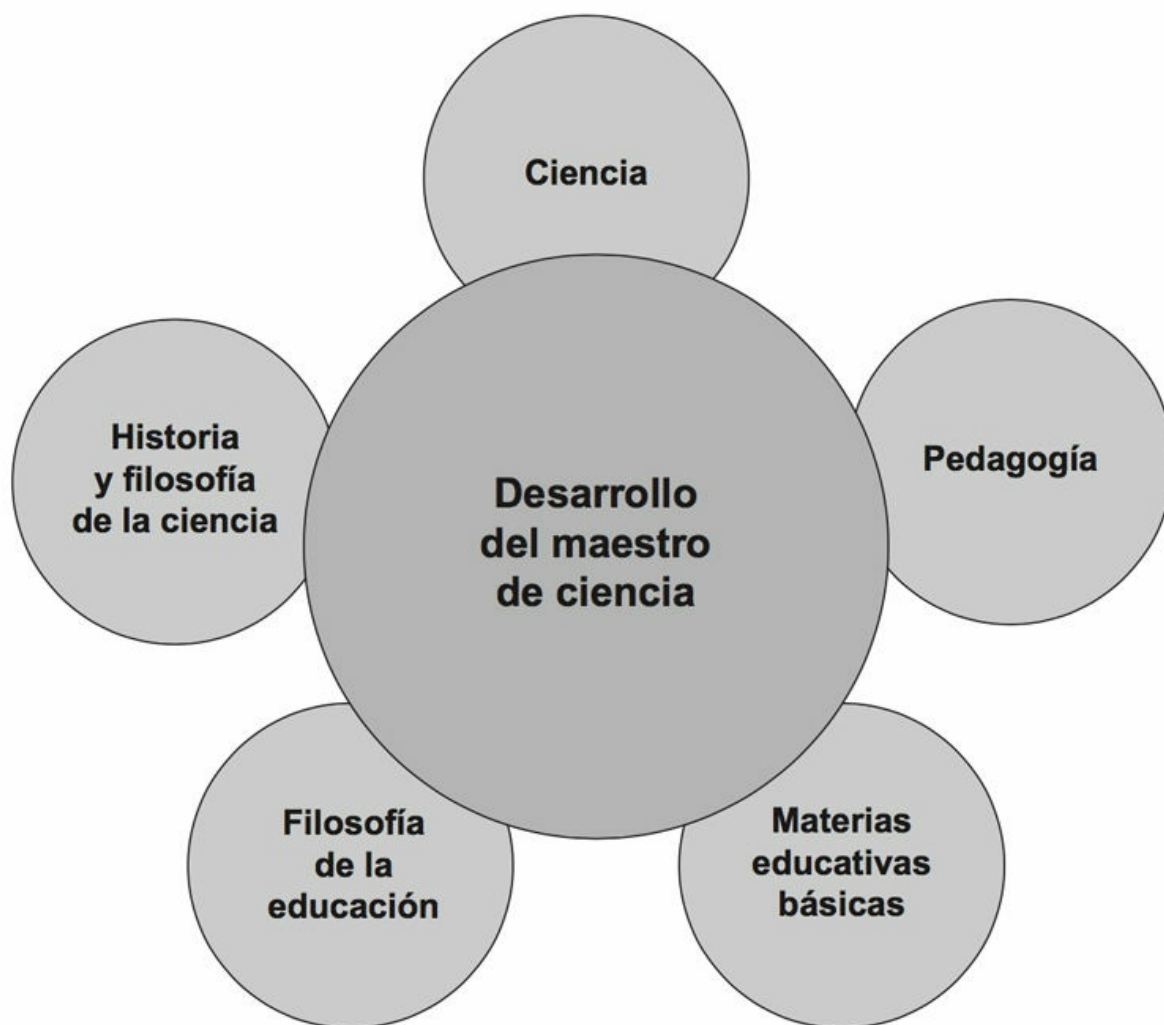 Ciencia
Historia
y filosofía
de la ciencia
Desarrollo
del maestro
de ciencia
Pedagogía
Filosofía
de la
educación
Materias
educativas
básicas